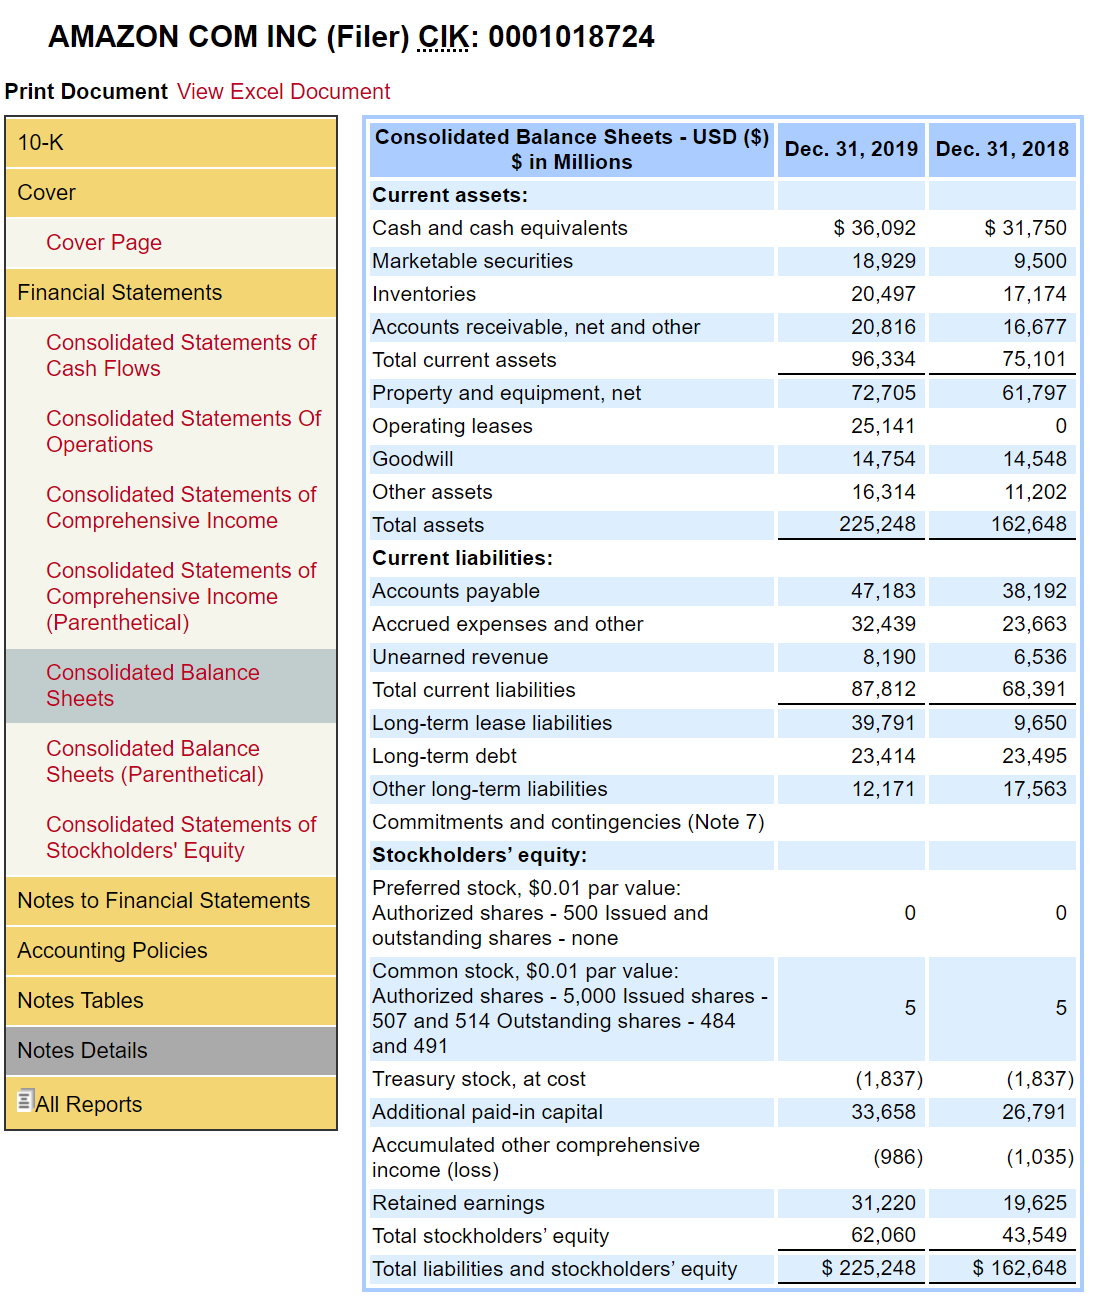 AMAZON COM INC (Filer) CIK: 0001018724
Print Document View Excel Document
10-K
Cover
Cover Page
Financial Statements
Consolidated Statements of
Cash Flows
Consolidated Statements Of
Operations
Consolidated Statements of
Comprehensive Income
Consolidated Statements of
Comprehensive Income
(Parenthetical)
Consolidated Balance
Sheets
Consolidated Balance
Sheets (Parenthetical)
Consolidated Statements of
Stockholders' Equity
Notes to Financial Statements
Accounting Policies
Notes Tables
Notes Details
All Reports
Consolidated Balance Sheets - USD ($)
$ in Millions
Dec. 31, 2019 Dec. 31, 2018
Current assets:
Cash and cash equivalents $ 36,092 $ 31,750
Marketable securities 18,929 9,500
Inventories 20,497 17,174
Accounts receivable, net and other 20,816 16,677
Total current assets 96,334 75,101
Property and equipment, net 72,705 61,797
Operating leases 25,141 0
Goodwill 14,754 14,548
Other assets 16,314 11,202
Total assets 225,248 162,648
Current liabilities:
Accounts payable 47,183 38,192
Accrued expenses and other 32,439 23,663
Unearned revenue 8,190 6,536
Total current liabilities 87,812 68,391
Long-term lease liabilities 39,791 9,650
Long-term debt 23,414 23,495
Other long-term liabilities 12,171 17,563
Commitments and contingencies (Note 7)
Stockholders’ equity:
Preferred stock, $0.01 par value:
Authorized shares - 500 Issued and
outstanding shares - none
0 0
Common stock, $0.01 par value:
Authorized shares - 5,000 Issued shares -
507 and 514 Outstanding shares - 484
and 491
5 5
Treasury stock, at cost (1,837) (1,837)
Additional paid-in capital 33,658 26,791
Accumulated other comprehensive
income (loss)
(986) (1,035)
Retained earnings 31,220 19,625
Total stockholders’ equity 62,060 43,549
Total liabilities and stockholders’ equity $ 225,248 $ 162,648